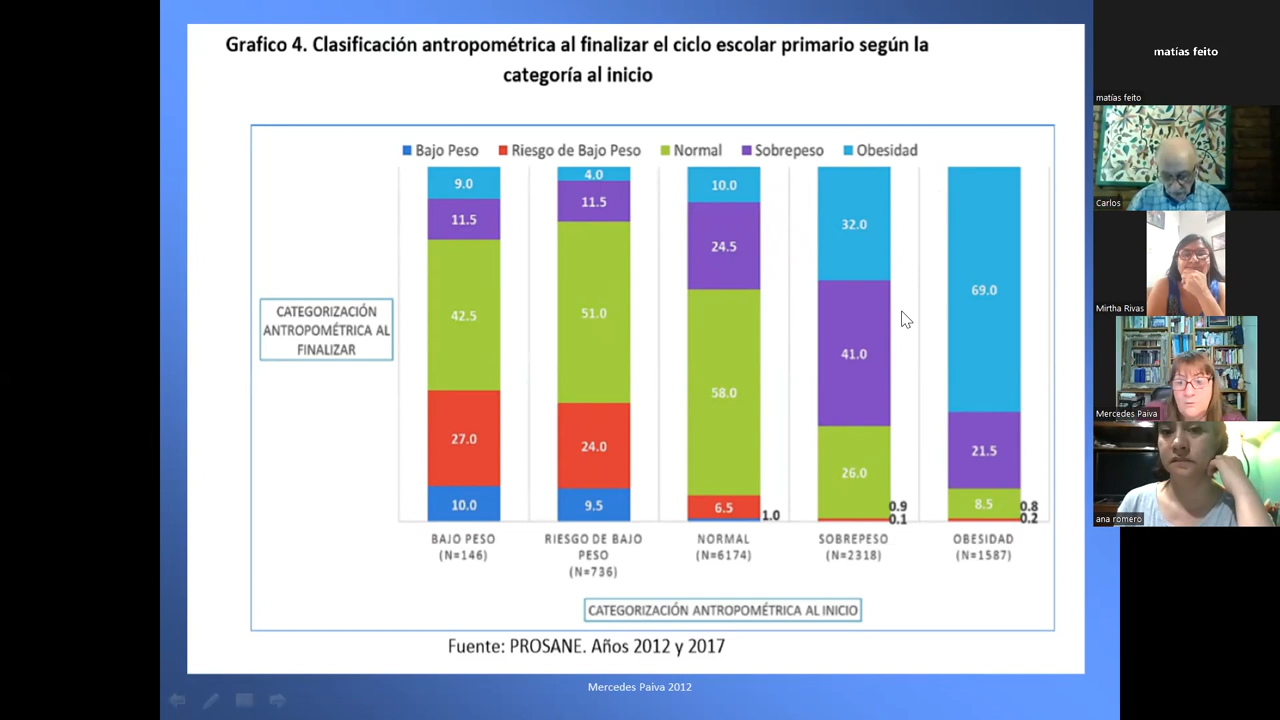 Grafico 4. Clasificación antropométrica al finalizar el ciclo escolar primario según la
categoría al inicio
Bajo Peso Riesgo de Bajo Peso Normal Sobrepeso Obesidad
CATEGORIZACIÓN
ANTROPOMÉTRICA AL
FINALIZAR
9.0
11.5
42.5
27.0
10.0
4.0
11.5
51.0
24.0
9.5
10.0
24.5
58.0
6.5
1.0
32.0
41.0
26.0
0.9
0.1
69.0
21.5
8.5
0.8
0.2
BAJO PESO
(N=146)
RIESGO DE BAJO
PESO
(N=736)
NORMAL
(N=6174)
SOBREPESO
(N=2318)
OBESIDAD
(N=1587)
CATEGORIZACIÓN ANTROPOMÉTRICA AL INICIO
Fuente: PROSANE. Años 2012 y 2017
Mercedes Paiva 2012
matías feito
matías feito
Carlos
Mirtha Rivas
Mercedes Paiva
ana romero